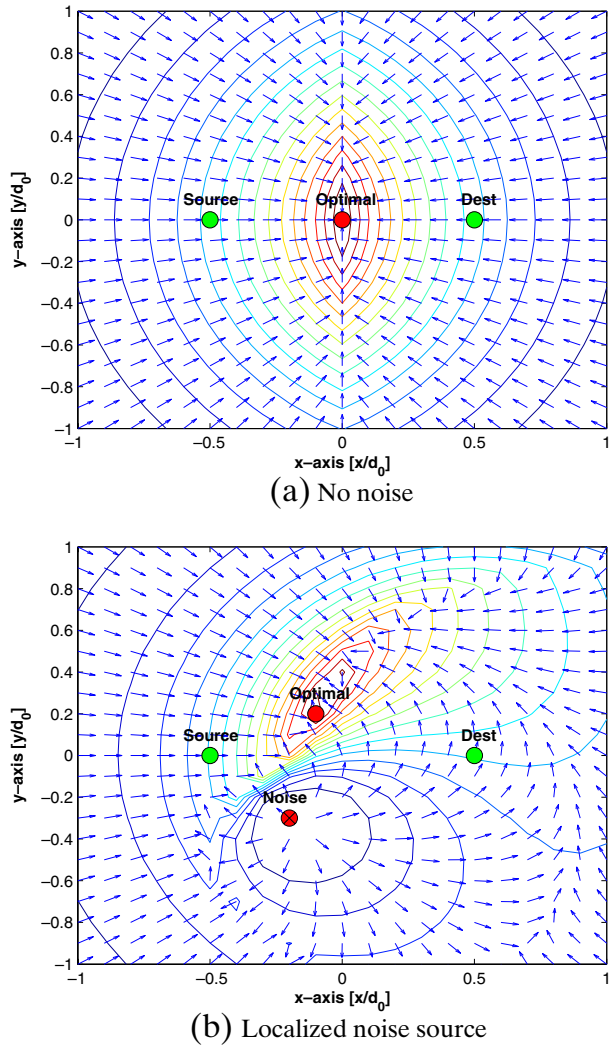 1
0.8
0.6
0.4
0.2
0
−0.2
−0.4
−0.6
−0.8
−1
y−axis [y/d0]
Source
Optimal
Dest
−1
−0.5
0
0.5
1
x−axis [x/d0]
(a) No noise
1
0.8
0.6
0.4
0.2
0
−0.2
−0.4
−0.6
−0.8
−1
y−axis [y/d0]
Optimal
Source
Dest
Noise
−1
−0.5
0
0.5
1
x−axis [x/d0]
(b) Localized noise source